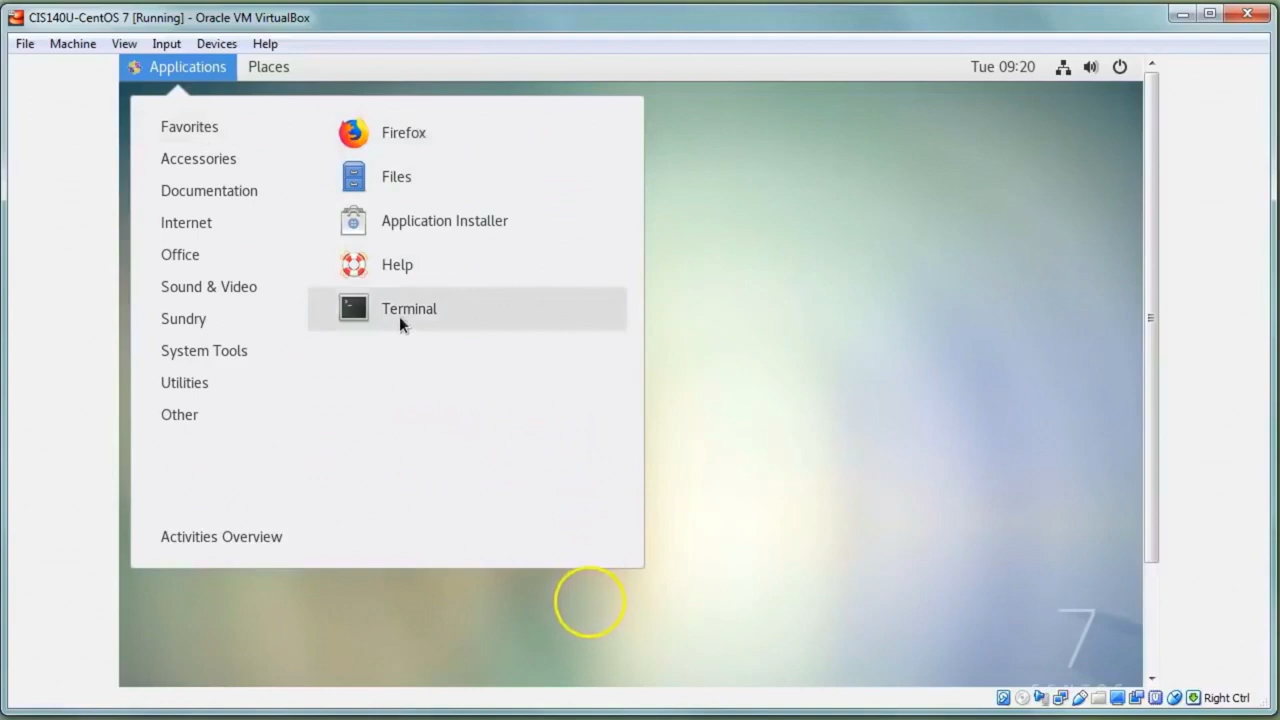 CIS140U-CentOS 7 [Running] - Oracle VM VirtualBox
File Machine View Input Devices Help
Applications Places Tue 09:20
Favorites
Accessories
Documentation
Internet
Office
Sound & Video
Sundry
System Tools
Utilities
Other
Activities Overview
Firefox
Files
Application Installer
Help
Terminal
7
CENTOS
Right Ctrl